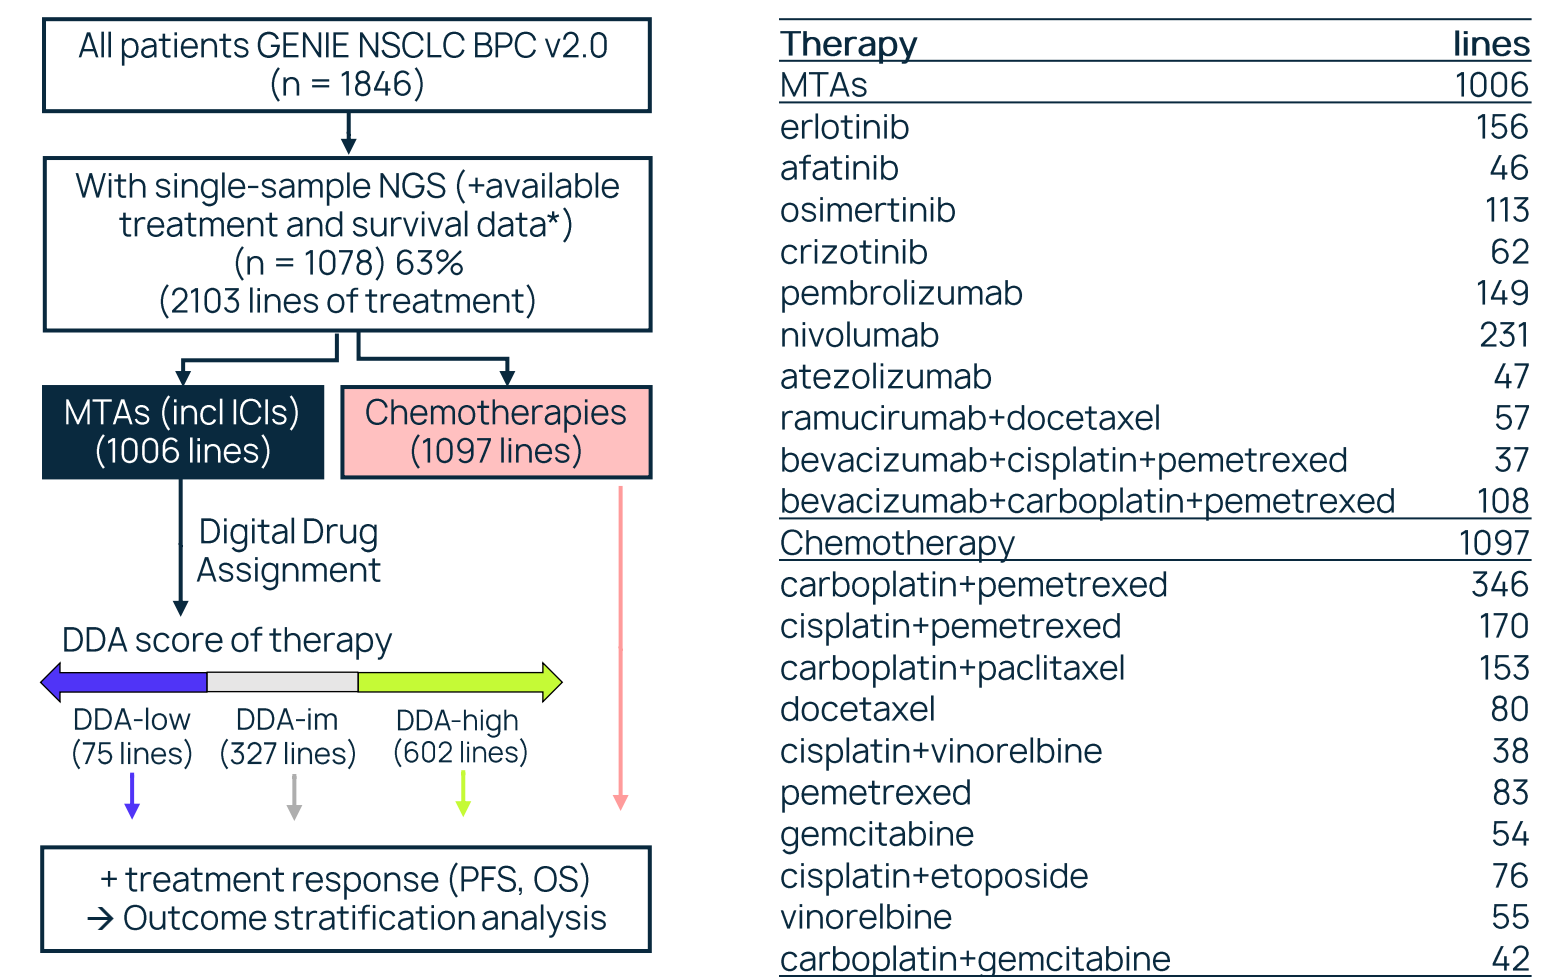 All patients GENIE NSCLC BPC v2.0
(n = 1846)
With single-sample NGS (+available
treatment and survival data*)
(n = 1078) 63%
(2103 lines of treatment)
MTAs (incl ICIs)
(1006 lines)
Chemotherapies
(1097 lines)
Digital Drug
Assignment
DDA score of therapy
DDA-low
(75 lines)
DDA-im
(327 lines)
DDA-high
(602 lines)
+ treatment response (PFS, OS)
→ Outcome stratification analysis
Therapy lines
MTAs 1006
erlotinib 156
afatinib 46
osimertinib 113
crizotinib 62
pembrolizumab 149
nivolumab 231
atezolizumab 47
ramucirumab+docetaxel 57
bevacizumab+cisplatin+pemetrexed 37
bevacizumab+carboplatin+pemetrexed 108
Chemotherapy 1097
carboplatin+pemetrexed 346
cisplatin+pemetrexed 170
carboplatin+paclitaxel 153
docetaxel 80
cisplatin+vinorelbine 38
pemetrexed 83
gemcitabine 54
cisplatin+etoposide 76
vinorelbine 55
carboplatin+gemcitabine 42